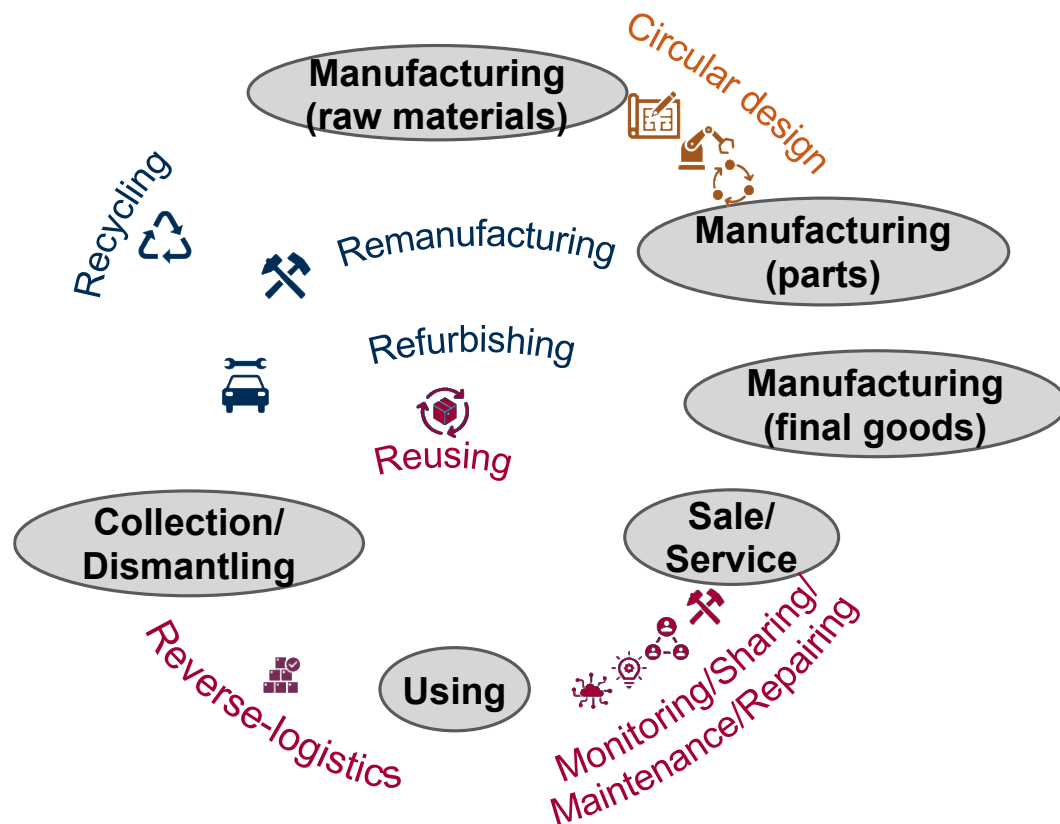 Manufacturing
(raw materials)
Circular design
Recycling
Remanufacturing
Manufacturing
(parts)
Refurbishing
Manufacturing
(final goods)
Reusing
Collection/
Dismantling
Sale/
Service
Reverse-logistics
Using
Monitoring/Sharing/
Maintenance/Repairing